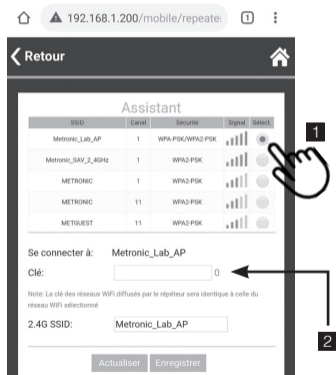 192.168.1.200/mobile/repeate
1
Retour
Assistant
SSID Canal Sécurité Signal Sélect.
Metronic_Lab_AP 1 WPA-PSK/WPA2-PSK
Metronic_SAV_2_4GHz 1 WPA2-PSK
METRONIC 1 WPA2-PSK
METRONIC 11 WPA2-PSK
METGUEST 11 WPA2-PSK
1
Se connecter à: Metronic_Lab_AP
Clé: 0
Note: La clé des réseaux WiFi diffusés par le répéteur sera identique à celle du
réseau WiFi sélectionné
2.4G SSID: Metronic_Lab_AP
2
Actualiser Enregistrer